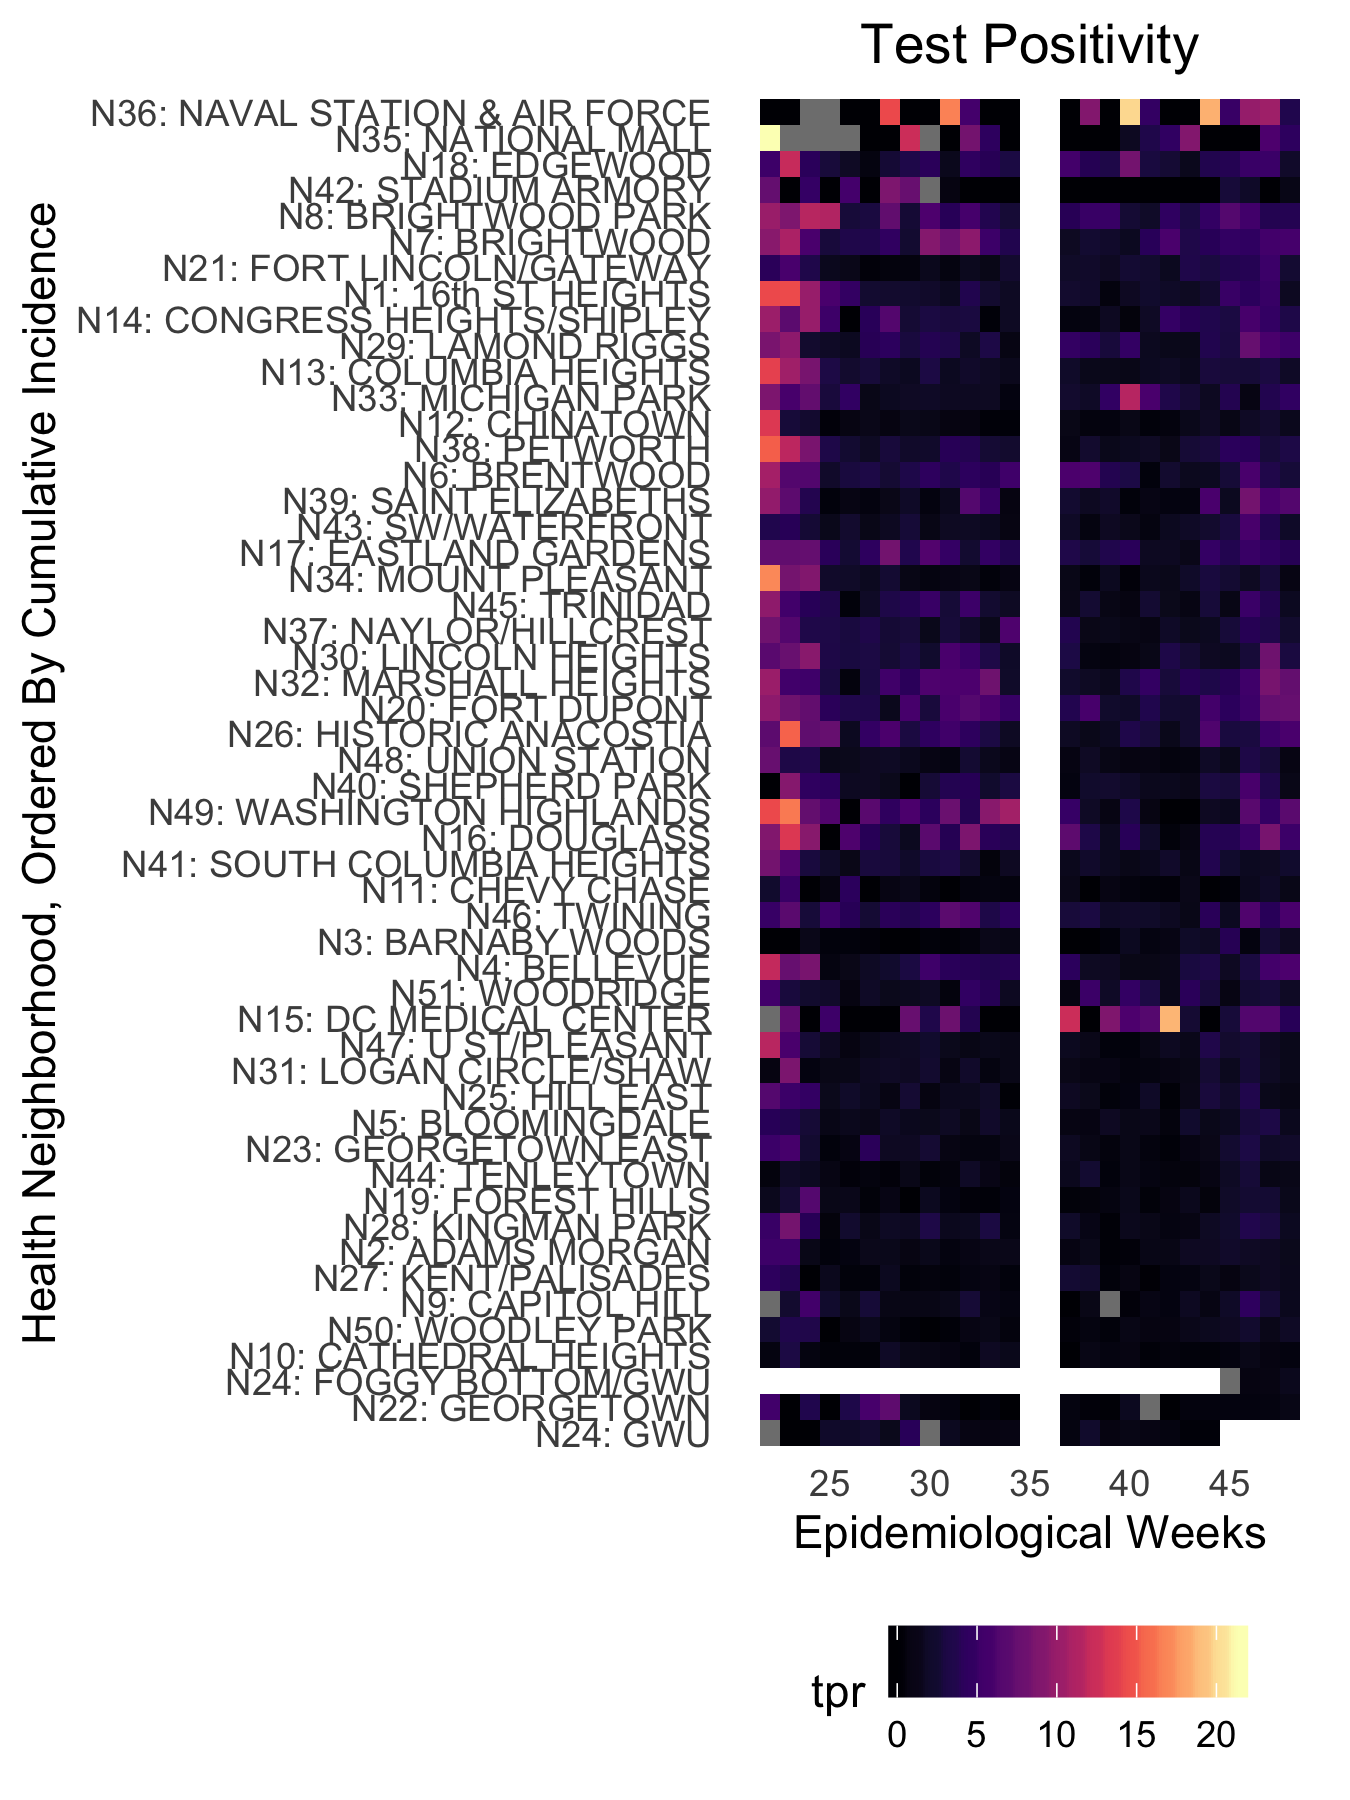 Test Positivity
Health Neighborhood, Ordered By Cumulative Incidence
N36: NAVAL STATION & AIR FORCE
N35: NATIONAL MALL
N18: EDGEWOOD
N42: STADIUM ARMORY
N8: BRIGHTWOOD PARK
N7: BRIGHTWOOD
N21: FORT LINCOLN/GATEWAY
N1: 16th ST HEIGHTS
N14: CONGRESS HEIGHTS/SHIPLEY
N29: LAMOND RIGGS
N13: COLUMBIA HEIGHTS
N33: MICHIGAN PARK
N12: CHINATOWN
N38: PETWORTH
N6: BRENTWOOD
N39: SAINT ELIZABETHS
N43: SW/WATERFRONT
N17: EASTLAND GARDENS
N34: MOUNT PLEASANT
N45: TRINIDAD
N37: NAYLOR/HILLCREST
N30: LINCOLN HEIGHTS
N32: MARSHALL HEIGHTS
N20: FORT DUPONT
N26: HISTORIC ANACOSTIA
N48: UNION STATION
N40: SHEPHERD PARK
N49: WASHINGTON HIGHLANDS
N16: DOUGLASS
N41: SOUTH COLUMBIA HEIGHTS
N11: CHEVY CHASE
N46: TWINING
N3: BARNABY WOODS
N4: BELLEVUE
N51: WOODRIDGE
N15: DC MEDICAL CENTER
N47: U ST/PLEASANT
N31: LOGAN CIRCLE/SHAW
N25: HILL EAST
N5: BLOOMINGDALE
N23: GEORGETOWN EAST
N44: TENLEYTOWN
N19: FOREST HILLS
N28: KINGMAN PARK
N2: ADAMS MORGAN
N27: KENT/PALISADES
N9: CAPITOL HILL
N50: WOODLEY PARK
N10: CATHEDRAL HEIGHTS
N24: FOGGY BOTTOM/GWU
N22: GEORGETOWN
N24: GWU
25 30 35 40 45
Epidemiological Weeks
tpr
0 5 10 15 20